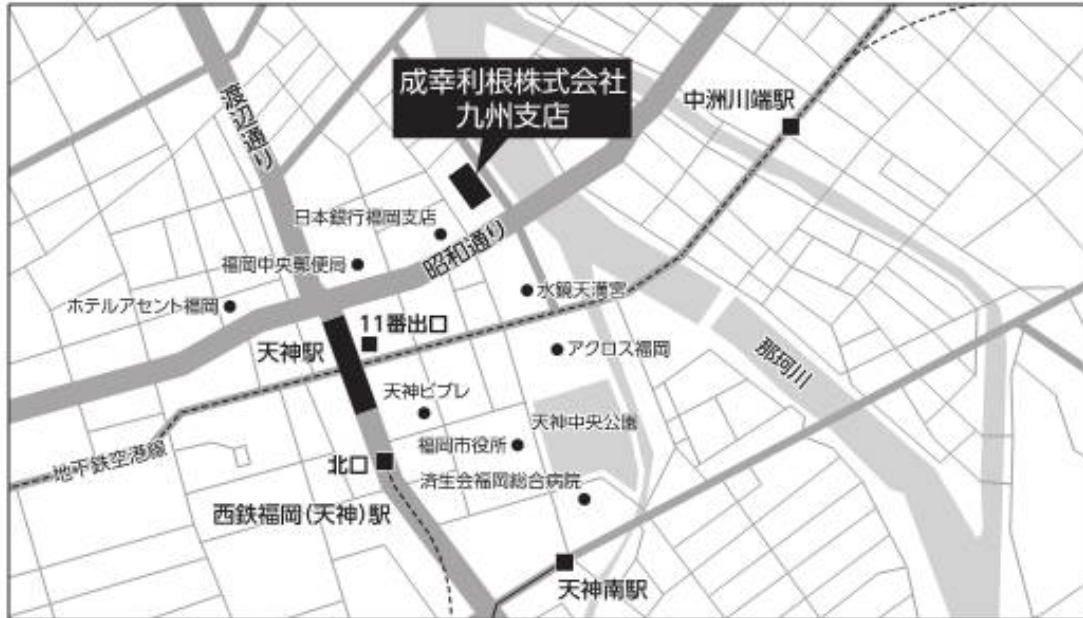 成幸利根株式会社
九州支店
中洲川端駅
渡辺通り
日本銀行福岡支店
昭和通り
福岡中央郵便局
ホテルアセント福岡
水鏡天満宮
11番出口
天神駅
アクロス福岡
那珂川
天神ビブレ
天神中央公園
福岡市役所
地下鉄空港線
北口
済生会福岡総合病院
西鉄福岡(天神)駅
天神南駅